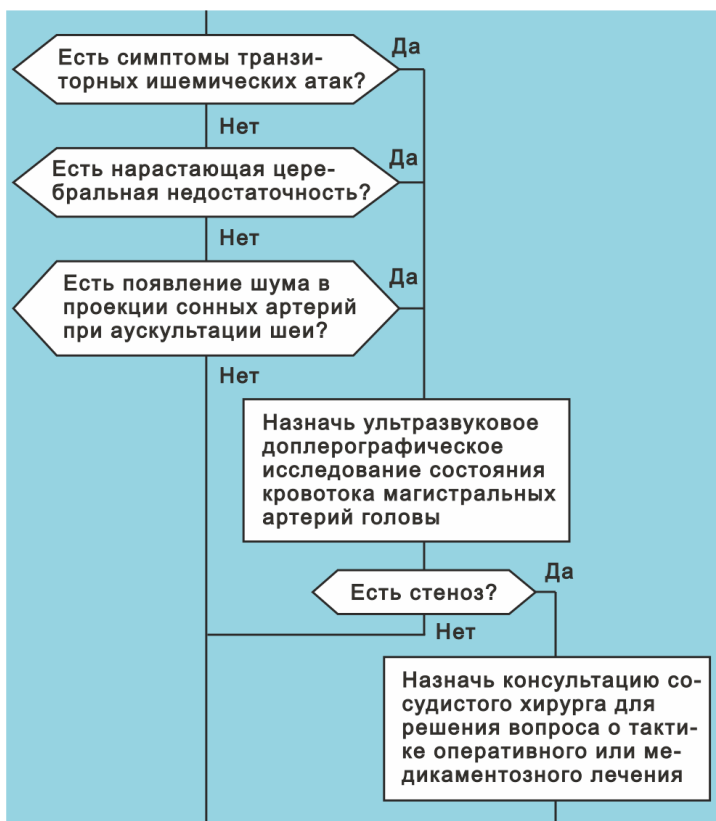 Есть симптомы транзи-
торных ишемических атак?
Да
Нет
Есть нарастающая цере-
бральная недостаточность?
Да
Нет
Есть появление шума в
проекции сонных артерий
при аускультации шеи?
Да
Нет
Назначь ультразвуковое
доплерографическое
исследование состояния
кровотока магистральных
артерий головы
Есть стеноз?
Да
Нет
Назначь консультацию со-
судистого хирурга для
решения вопроса о такти-
ке оперативного или ме-
дикаментозного лечения